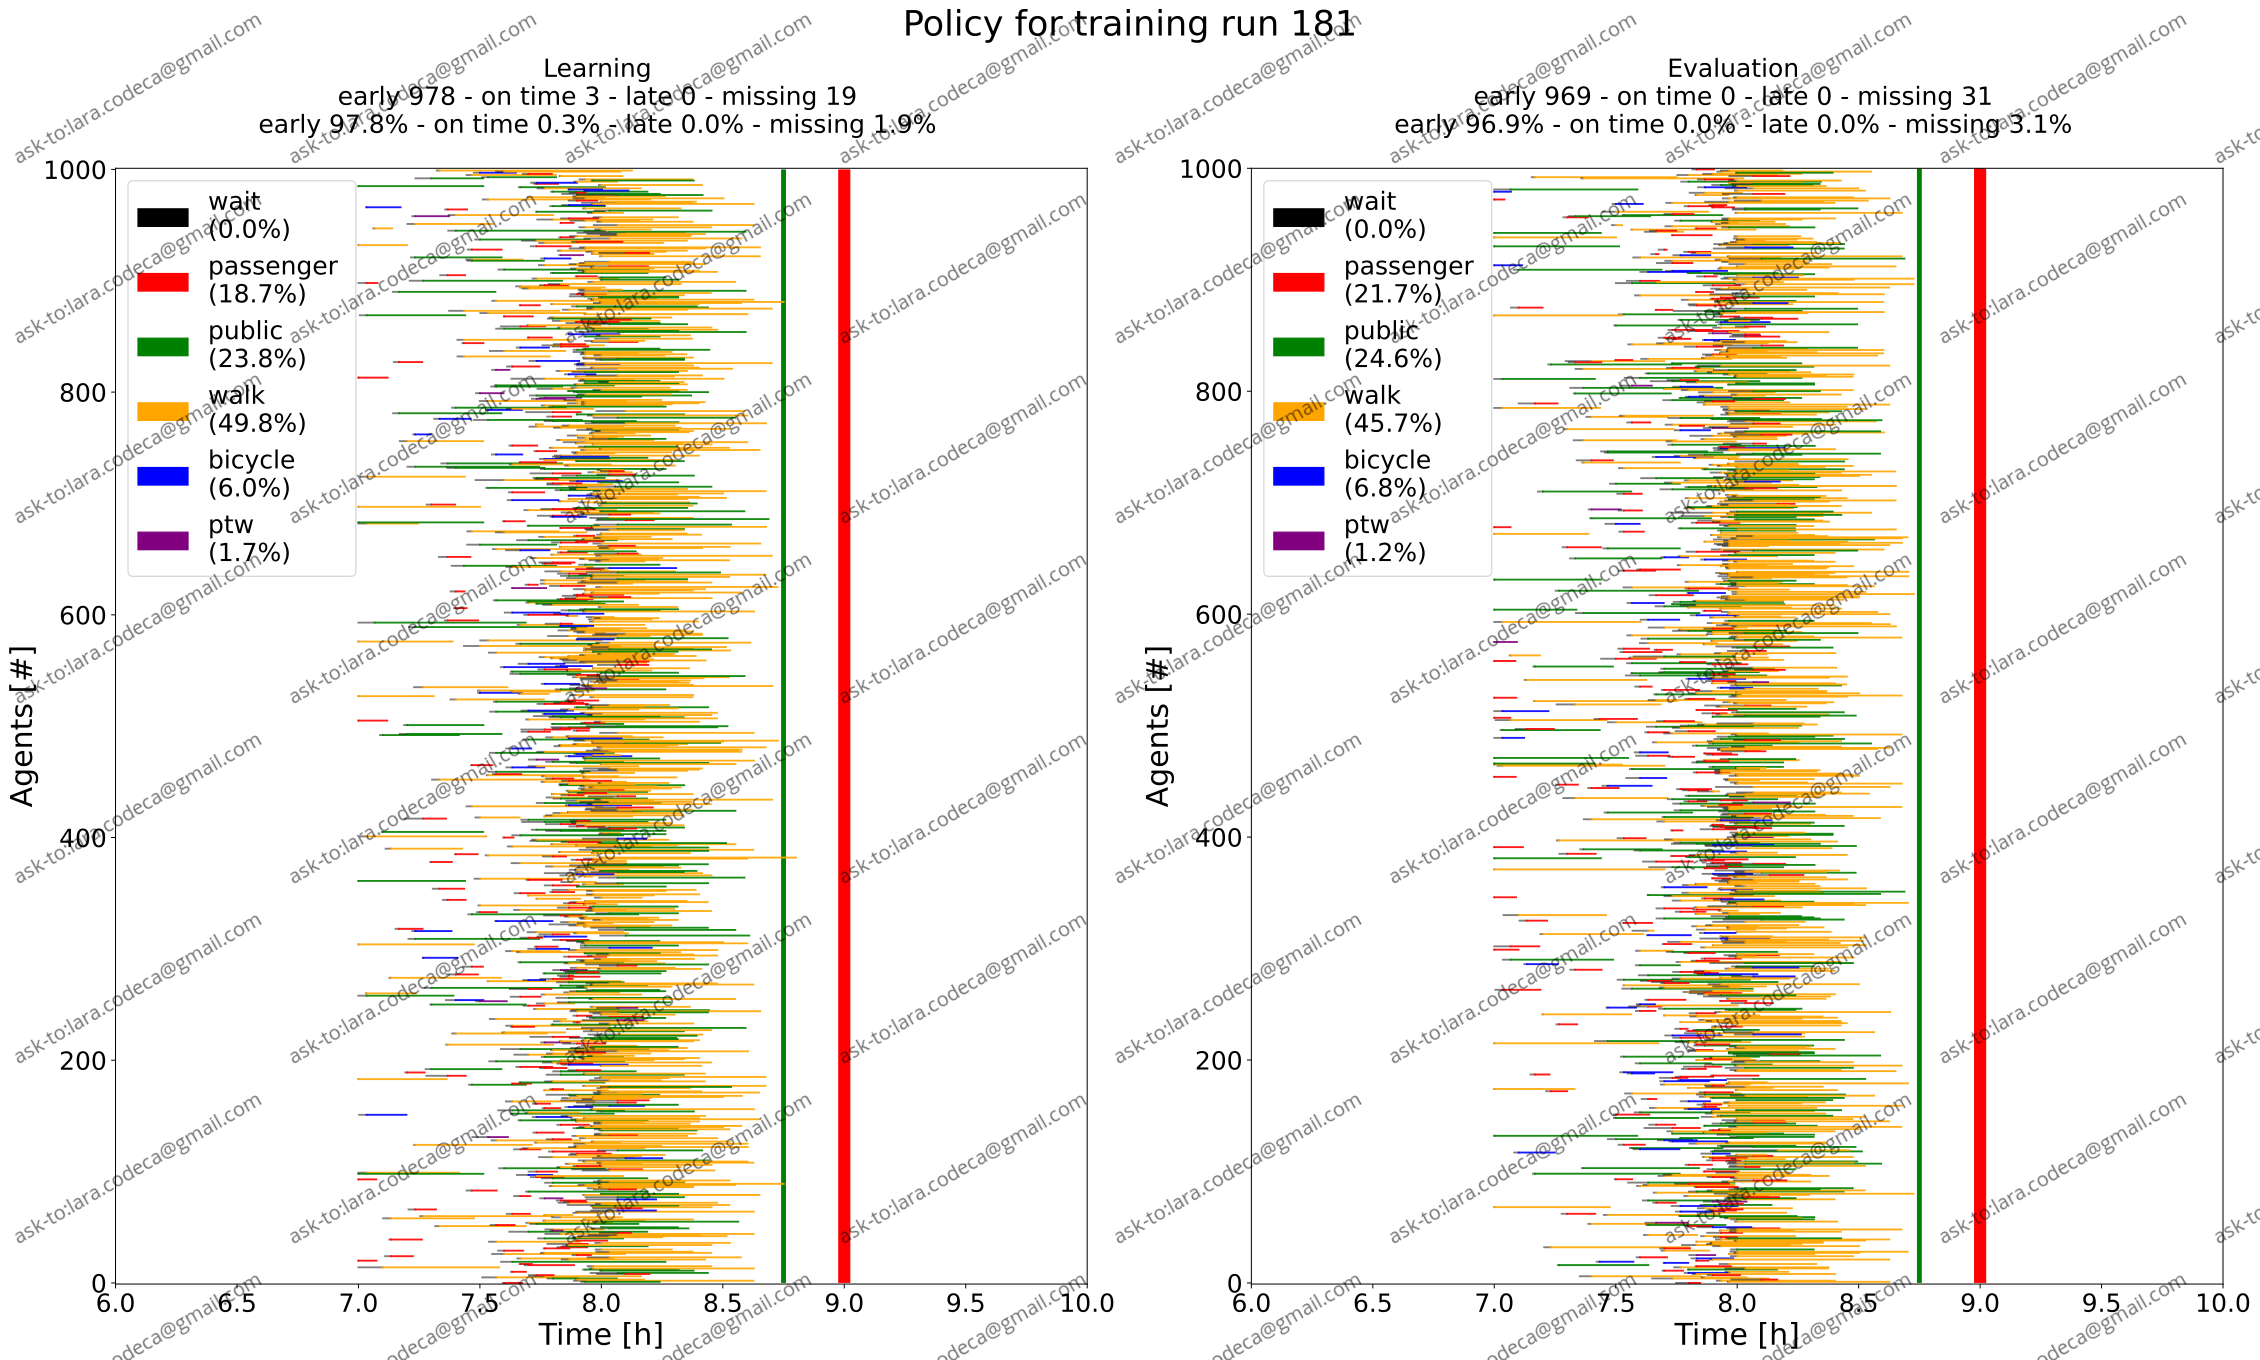 Policy for training run 181
Learning
early 978 - on time 3 - late 0 - missing 19
early 97.8% - on time 0.3% - late 0.0% - missing 1.9%
1000
800
600
400
200
0
Agents [#]
wait
(0.0%)
passenger
(18.7%)
public
(23.8%)
walk
(49.8%)
bicycle
(6.0%)
ptw
(1.7%)
6.0 6.5 7.0 7.5 8.0 8.5 9.0 9.5 10.0
Time [h]
Evaluation
early 969 - on time 0 - late 0 - missing 31
early 96.9% - on time 0.0% - late 0.0% - missing 3.1%
1000
800
600
400
200
0
Agents [#]
wait
(0.0%)
passenger
(21.7%)
public
(24.6%)
walk
(45.7%)
bicycle
(6.8%)
ptw
(1.2%)
6.0 6.5 7.0 7.5 8.0 8.5 9.0 9.5 10.0
Time [h]
ask-to:lara.codeca@gmail.com